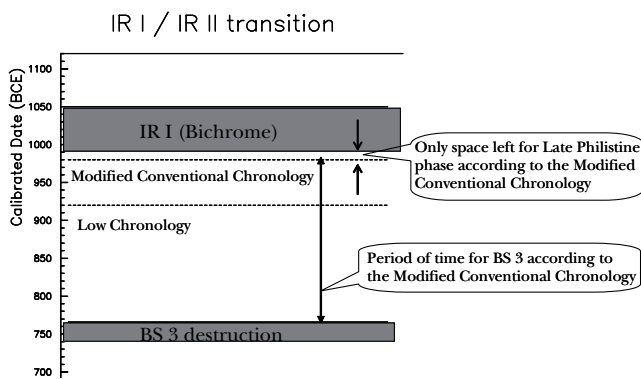 IR I / IR II transition
Calibrated Date (BCE)
1100
1050
1000
950
900
850
800
750
700
IR I (Bichrome)
Only space left for Late Philistine
phase according to the Modified
Conventional Chronology
Modified Conventional Chronology
Low Chronology
Period of time for BS 3 according to
the Modified Conventional Chronology
BS 3 destruction